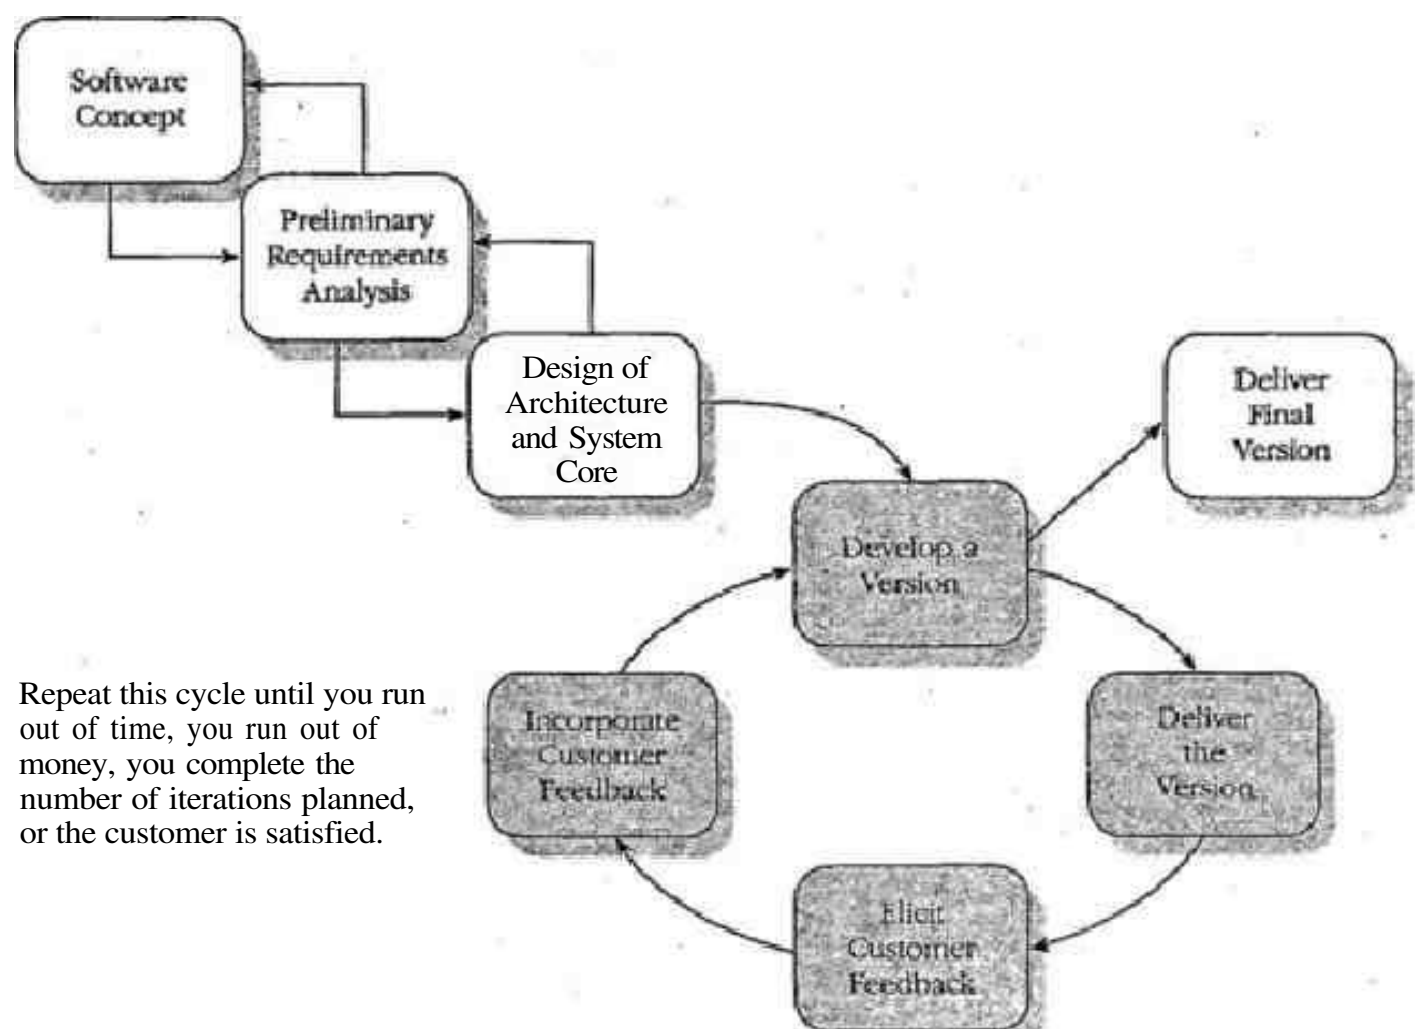 Software
Concept
Preliminary
Requirements
Analysis
Design of
Architecture
and System
Core
Deliver
Final
Version
Develop a
Version
Incorporate
Customer
Feedback
Deliver
the
Version
Repeat this cycle until you run
out of time, you run out of
money, you complete the
number of iterations planned,
or the customer is satisfied.
Elicit
Customer
Feedback